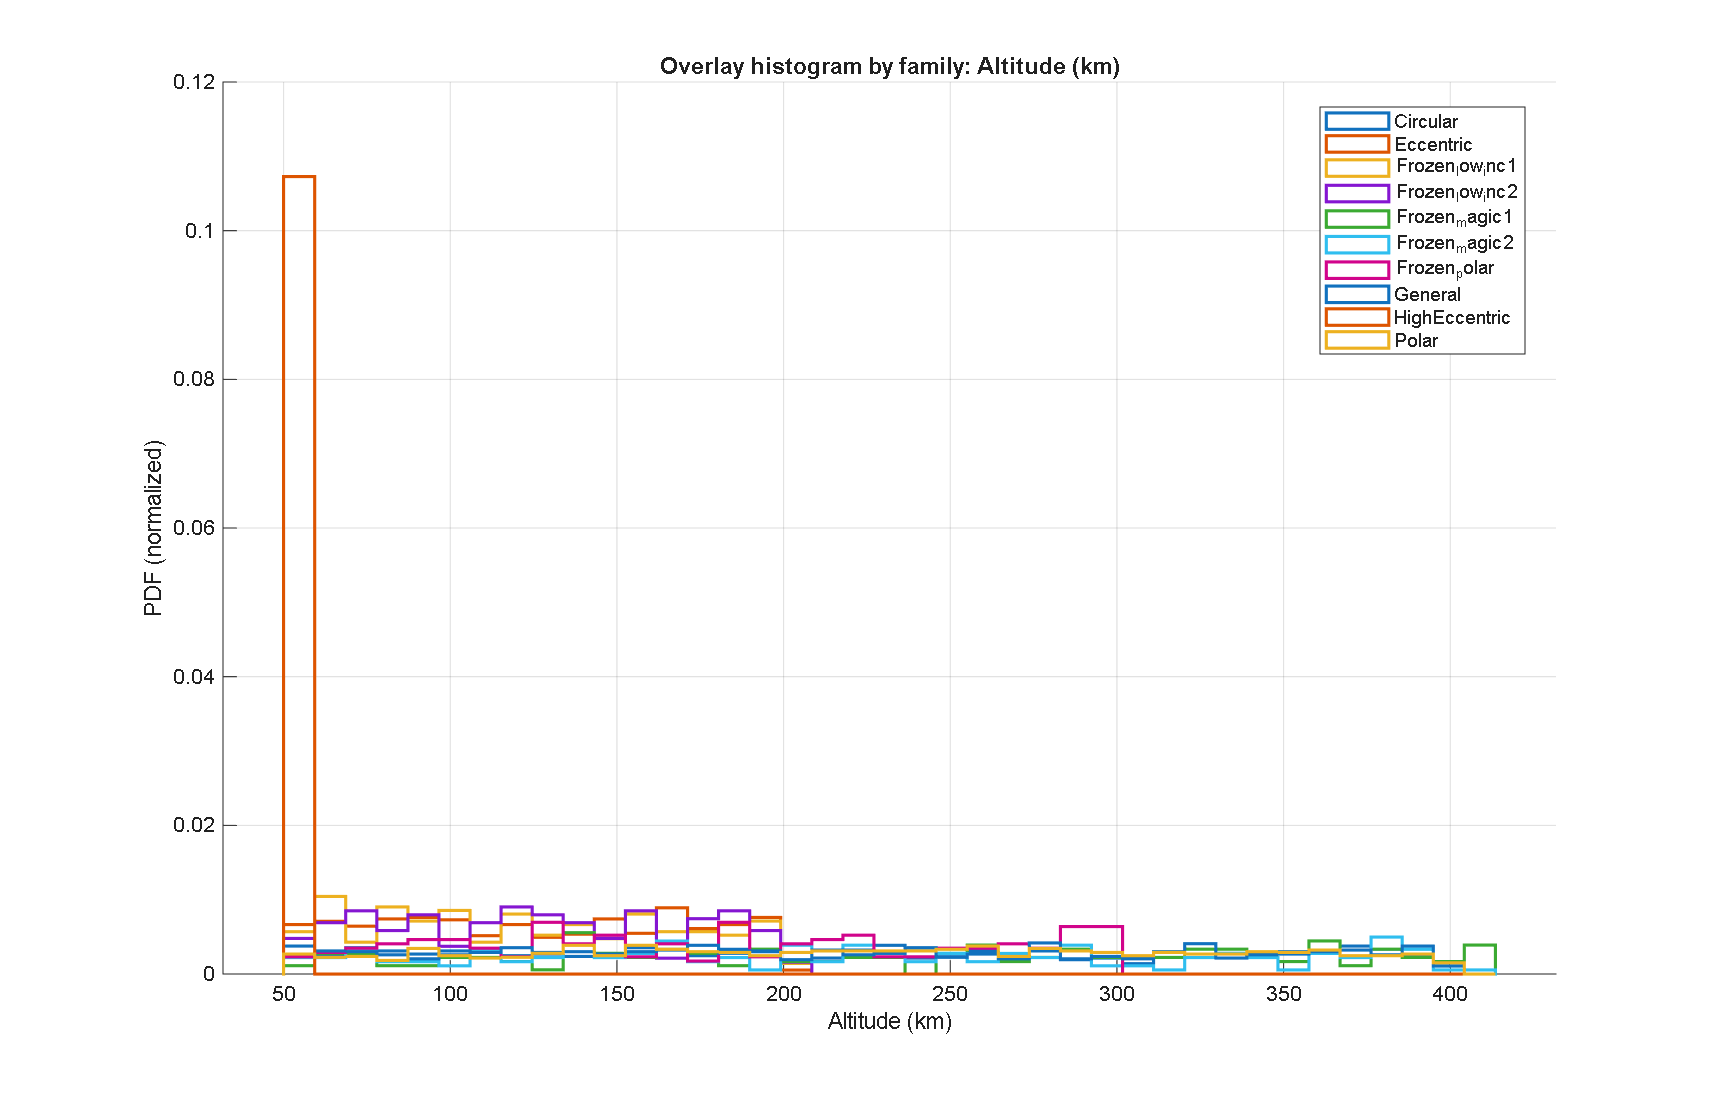 Overlay histogram by family: Altitude (km)
0.12
0.1
0.08
0.06
0.04
0.02
0
PDF (normalized)
Circular
Eccentric
Frozenlowinc1
Frozenlowinc2
Frozenmagic1
Frozenmagic2
Frozenpolar
General
HighEccentric
Polar
50 100 150 200 250 300 350 400
Altitude (km)